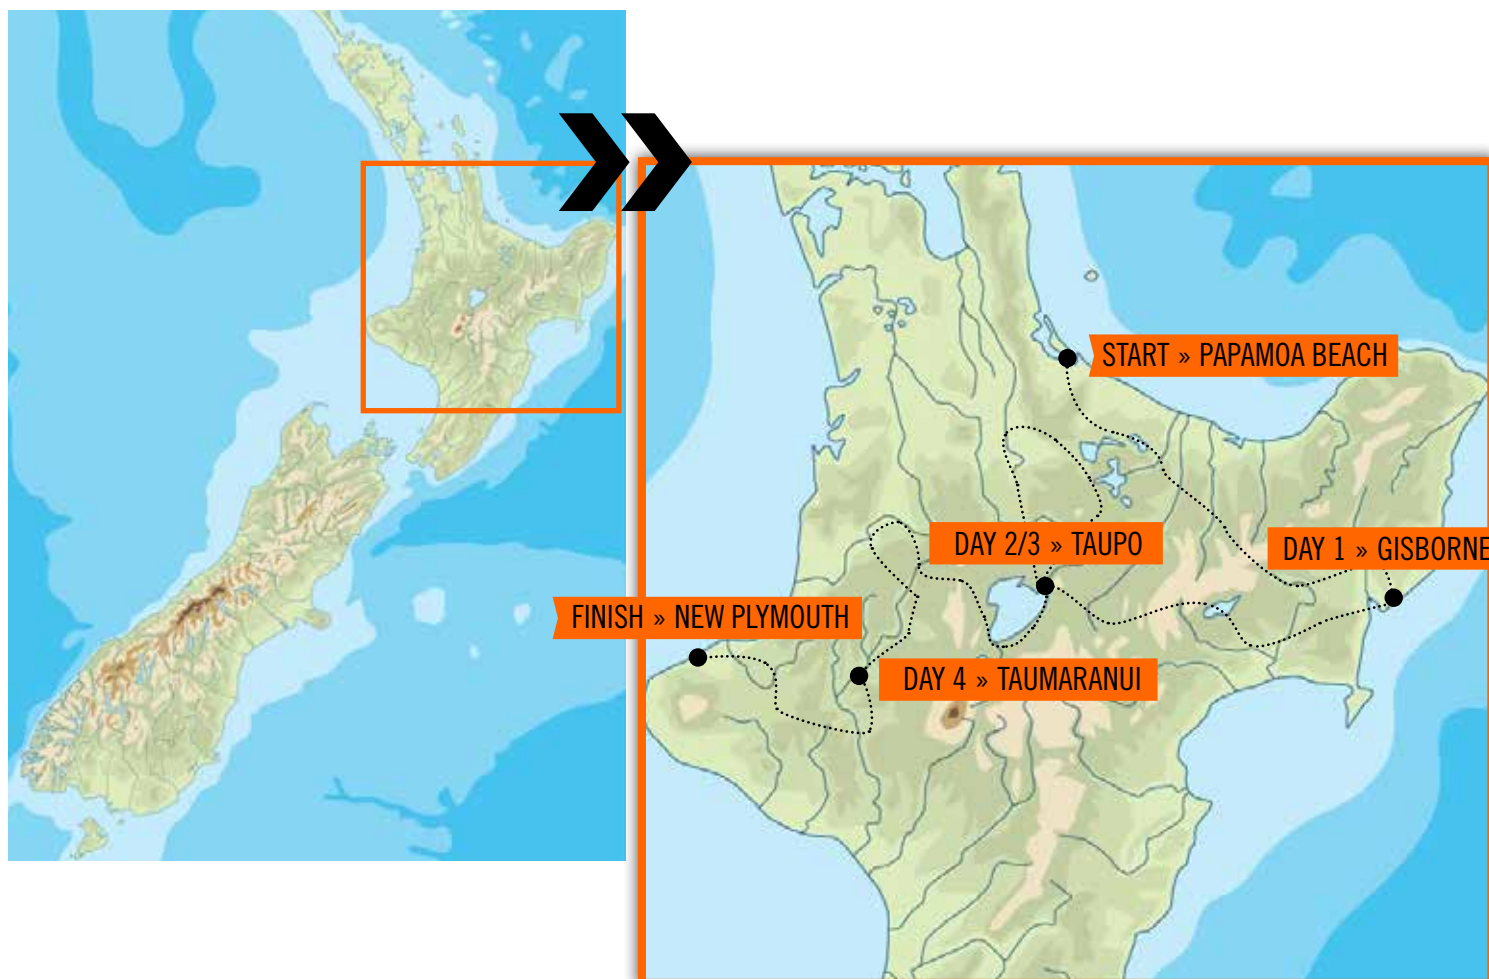 START » PAPAMOA BEACH
DAY 2/3 » TAUPO
DAY 1 » GISBORNE
FINISH » NEW PLYMOUTH
DAY 4 » TAUMARANUI